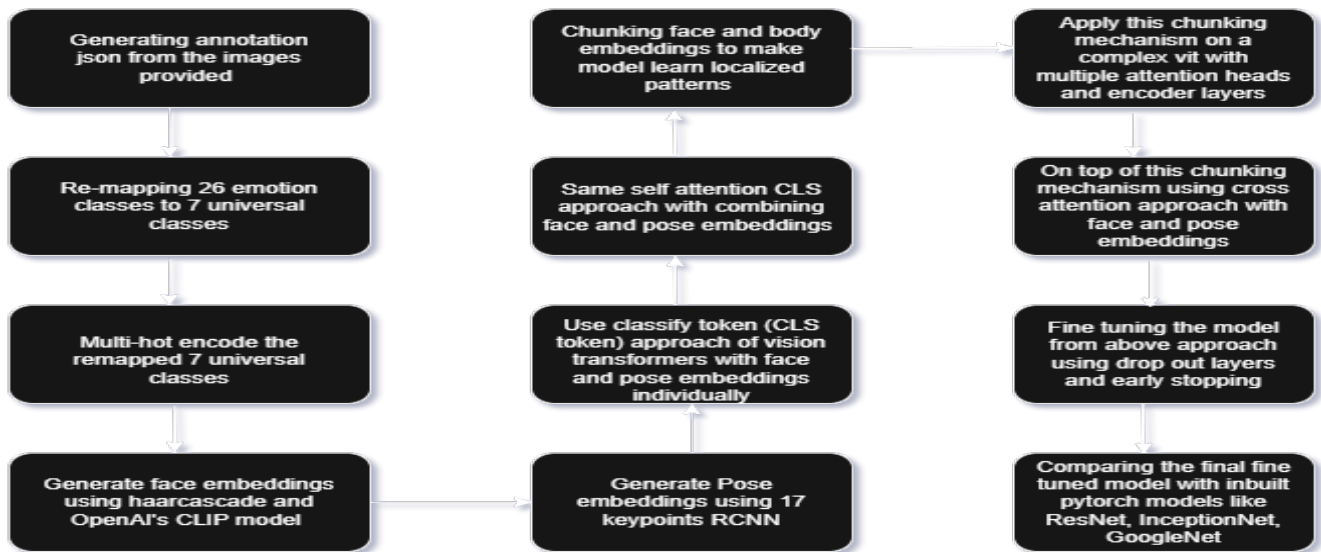 Generating annotation
json from the images
provided
Re-mapping 26 emotion
classes to 7 universal
classes
Multi-hot encode the
remapped 7 universal
classes
Generate face embeddings
using haarcascade and
OpenAI's CLIP model
Generate Pose
embeddings using 17
keypoints RCNN
Use classify token (CLS
token) approach of vision
transformers with face
and pose embeddings
individually
Same self attention CLS
approach with combining
face and pose embeddings
Chunking face and body
embeddings to make
model learn localized
patterns
Apply this chunking
mechanism on a
complex vit with
multiple attention heads
and encoder layers
On top of this chunking
mechanism using cross
attention approach with
face and pose
embeddings
Fine tuning the model
from above approach
using drop out layers
and early stopping
Comparing the final fine
tuned model with inbuilt
pytorch models like
ResNet, InceptionNet,
GoogleNet